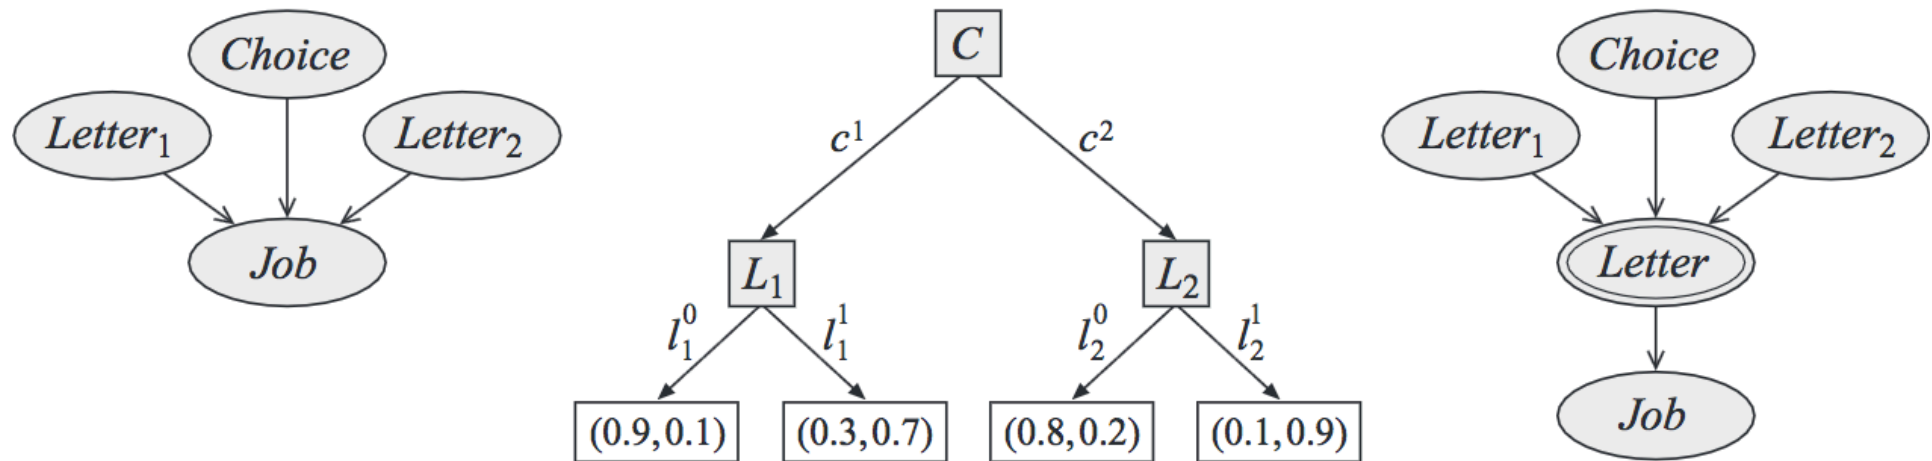 Choice
Letter₁
Letter₂
Job
C
c¹
c²
L₁
L₂
l₁⁰
l₁¹
l₂⁰
l₂¹
(0.9,0.1)
(0.3,0.7)
(0.8,0.2)
(0.1,0.9)
Choice
Letter₁
Letter₂
Letter
Job